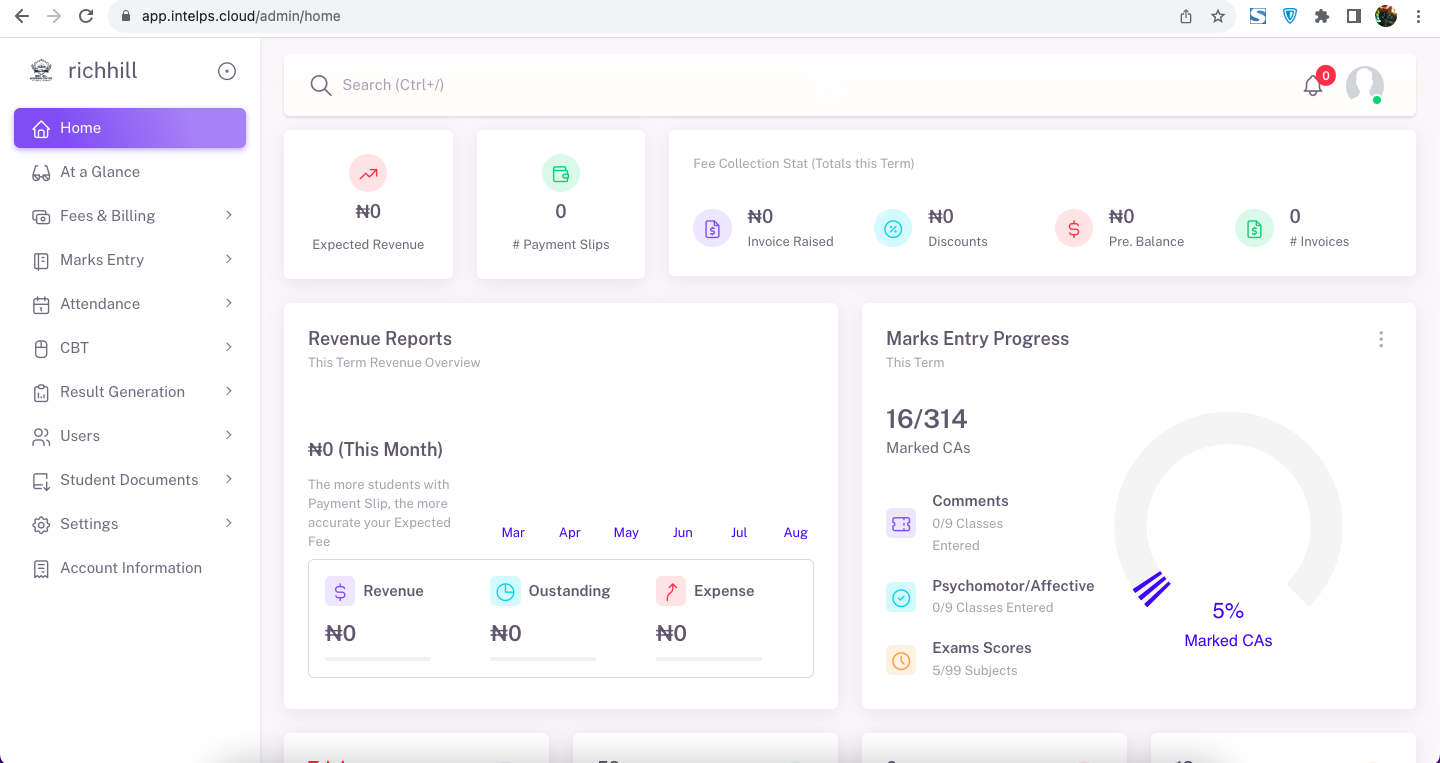 app.intelps.cloud/admin/home
richhill
Home
At a Glance
Fees & Billing
Marks Entry
Attendance
CBT
Result Generation
Users
Student Documents
Settings
Account Information
Search (Ctrl+/)
0
₦0
Expected Revenue
0
# Payment Slips
Fee Collection Stat (Totals this Term)
₦0
Invoice Raised
₦0
Discounts
₦0
Pre. Balance
0
# Invoices
Revenue Reports
This Term Revenue Overview
₦0 (This Month)
The more students with
Payment Slip, the more
accurate your Expected
Fee
Mar Apr May Jun Jul Aug
Revenue
₦0
Oustanding
₦0
Expense
₦0
Marks Entry Progress
This Term
16/314
Marked CAs
Comments
0/9 Classes
Entered
Psychomotor/Affective
0/9 Classes Entered
Exams Scores
5/99 Subjects
5%
Marked CAs